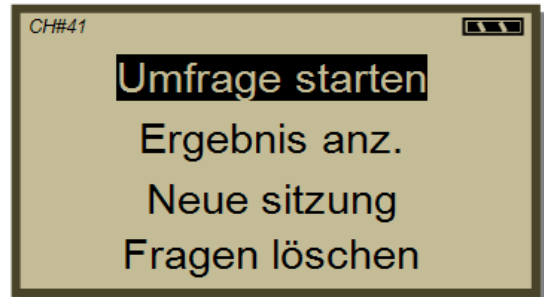 CH#41
Umfrage starten
Ergebnis anz.
Neue sitzung
Fragen löschen